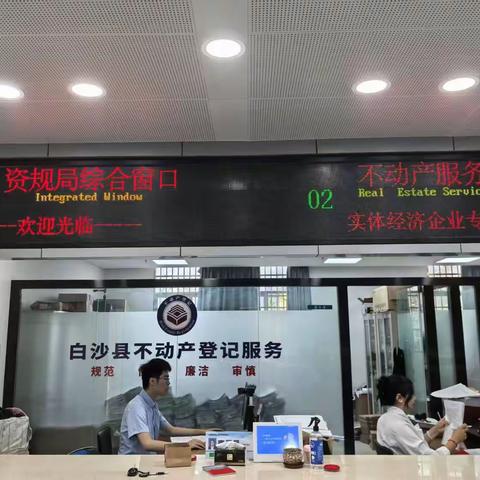 资规局综合窗口
Integrated Window
--欢迎光临-----
02
不动产服务
Real Estate Servic
实体经济企业专
白沙县不动产登记服务
规范 廉洁 审慎